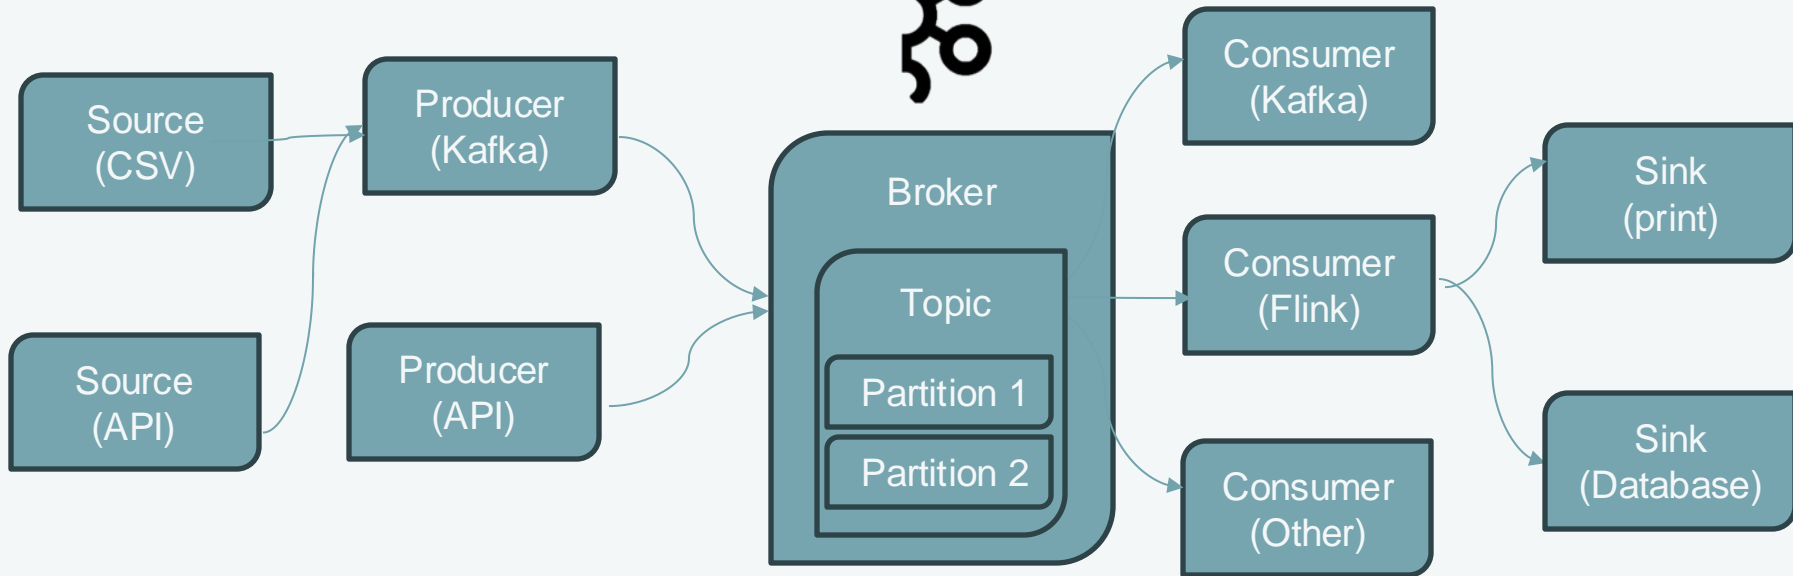 Source
(CSV)
Source
(API)
Producer
(Kafka)
Producer
(API)
Broker
Topic
Partition 1
Partition 2
Consumer
(Kafka)
Consumer
(Flink)
Consumer
(Other)
Sink
(print)
Sink
(Database)